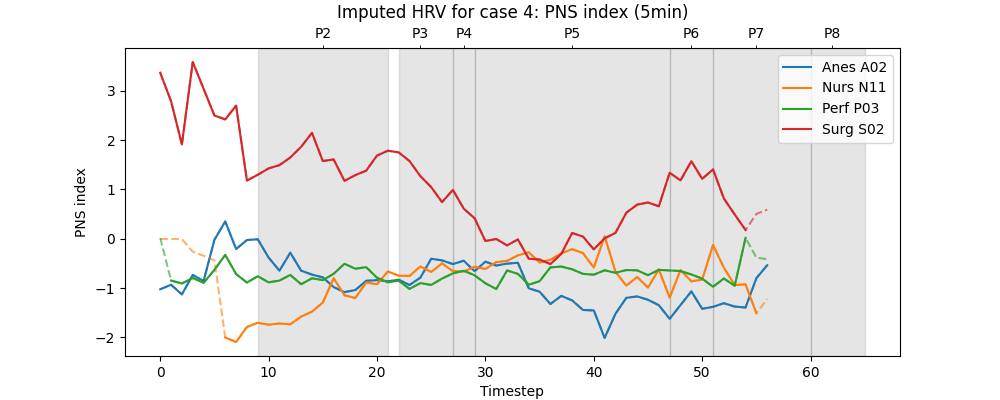 Imputed HRV for case 4: PNS index (5min)
P2 P3 P4 P5 P6 P7 P8
Anes A02
Nurs N11
Perf P03
Surg S02
PNS index
3
2
1
0
−1
−2
0 10 20 30 40 50 60
Timestep